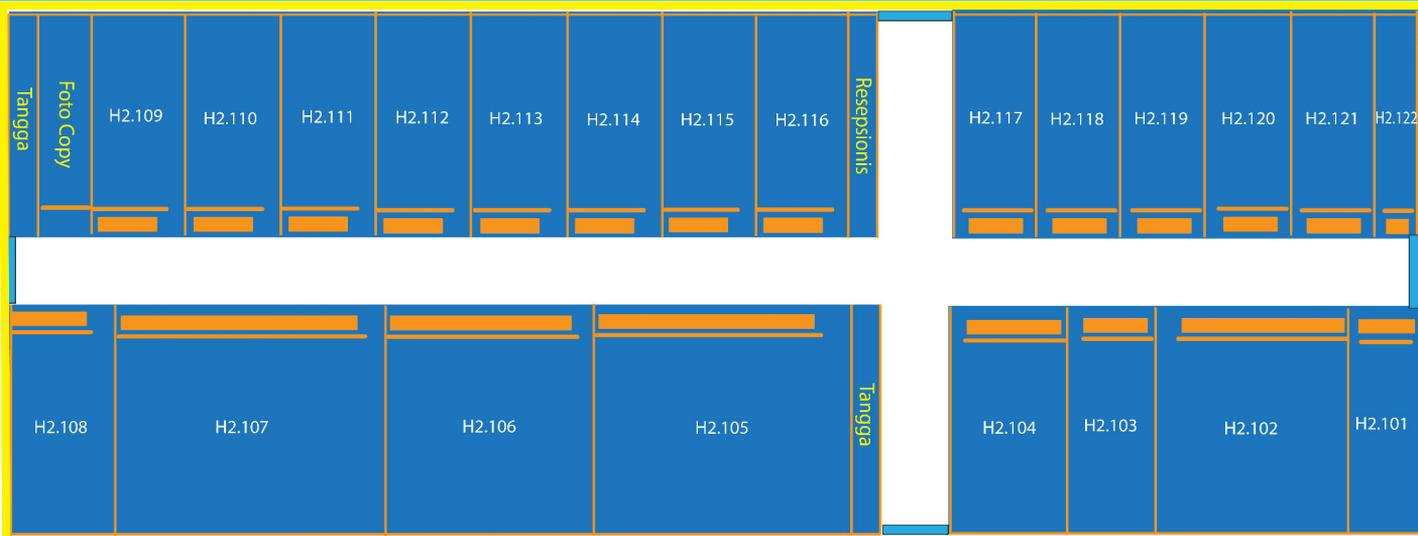 Tangga
Foto Copy
H2.109
H2.110
H2.111
H2.112
H2.113
H2.114
H2.115
H2.116
Resepsionis
H2.117
H2.118
H2.119
H2.120
H2.121
H2.122
H2.108
H2.107
H2.106
H2.105
Tangga
H2.104
H2.103
H2.102
H2.101